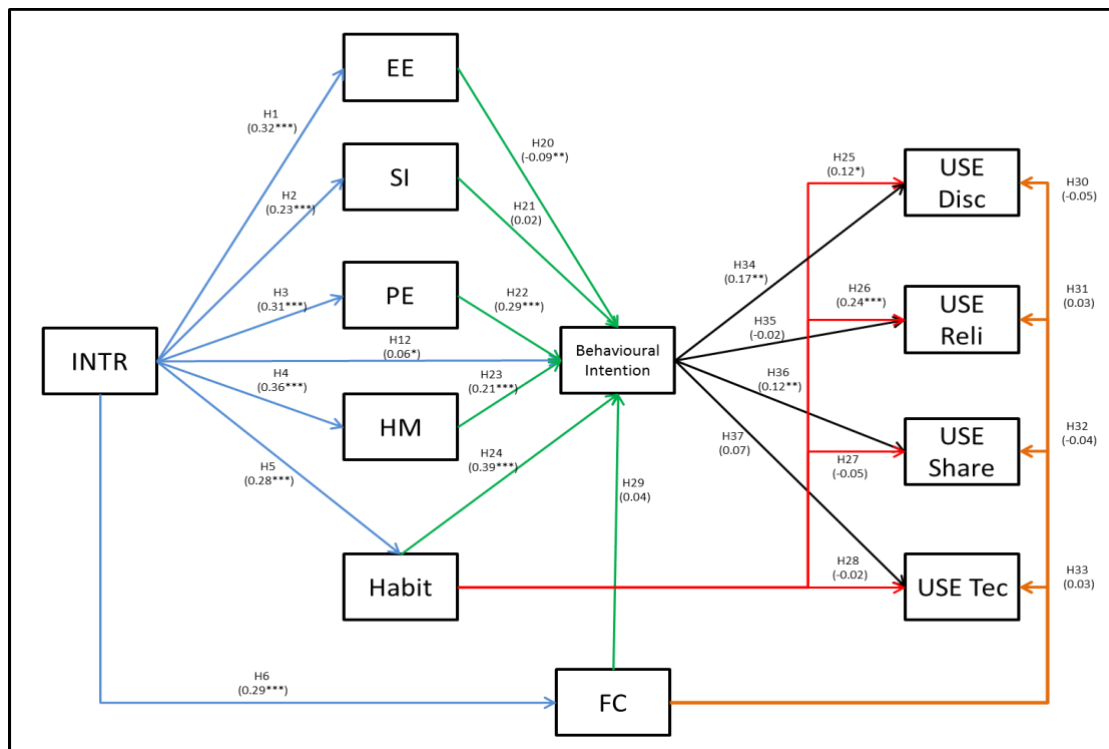 EE
H1
(0.32***)
H20
(-0.09**)
SI
H25
(0.12*)
USE
Disc
H30
(-0.05)
H2
(0.23***)
H21
(0.02)
PE
H3
(0.31***)
H22
(0.29***)
H34
(0.17**)
H26
(0.24***)
USE
Reli
H31
(0.03)
INTR
H12
(0.06*)
Behavioural
Intention
H35
(-0.02)
H4
(0.36***)
HM
H23
(0.21***)
H36
(0.12**)
H5
(0.28***)
H24
(0.39***)
H37
(0.07)
H27
(-0.05)
USE
Share
H32
(-0.04)
H29
(0.04)
Habit
H28
(-0.02)
USE Tec
H33
(0.03)
H6
(0.29***)
FC